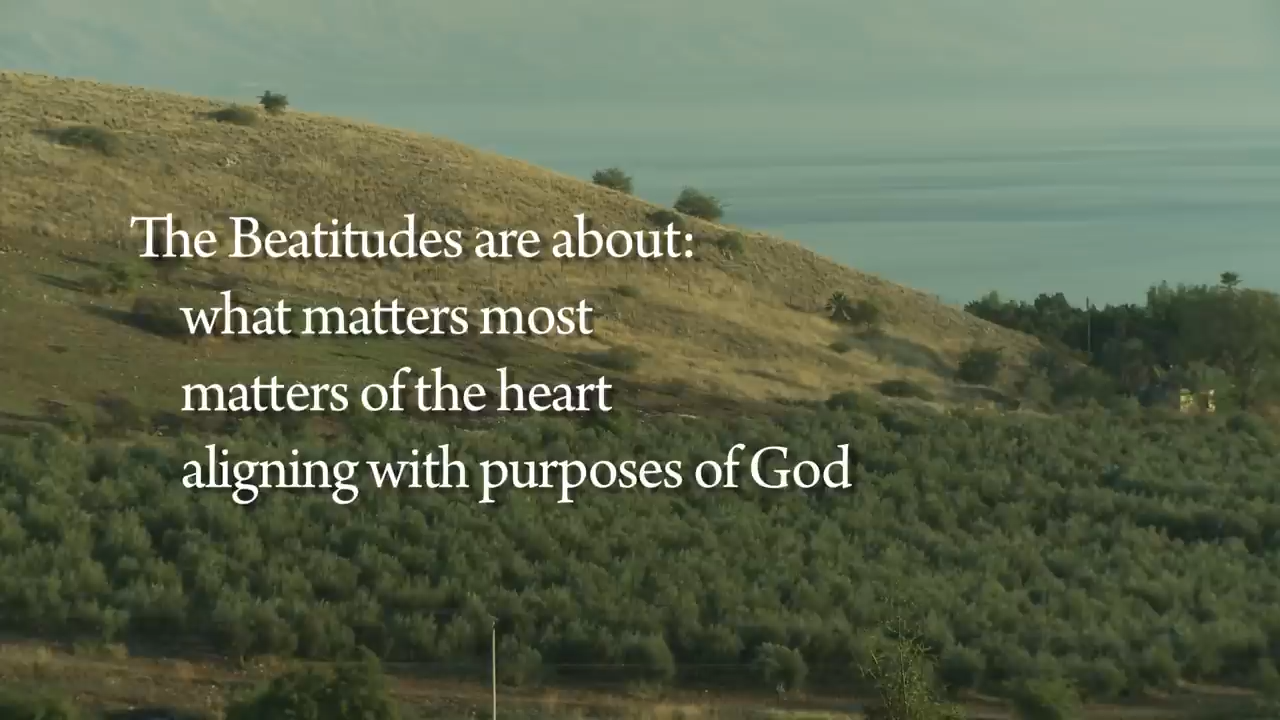 The Beatitudes are about:
what matters most
matters of the heart
aligning with purposes of God